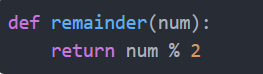 def remainder(num):
    return num % 2